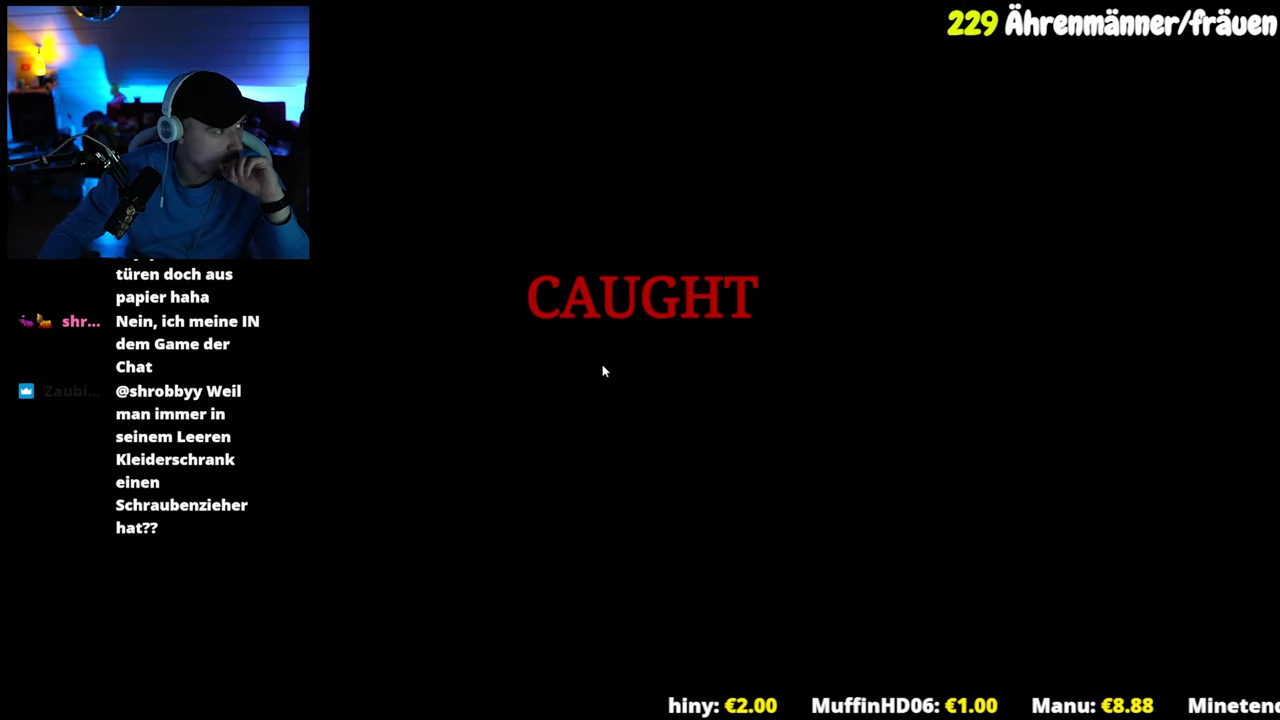 229 Ährenmänner/fräuen
türen doch aus
papier haha
shr... Nein, ich meine IN
dem Game der
Chat
Zaubi... @shrobbyy Weil
man immer in
seinem Leeren
Kleiderschrank
einen
Schraubenzieher
hat??
CAUGHT
hiny: €2.00 MuffinHD06: €1.00 Manu: €8.88 Minetend